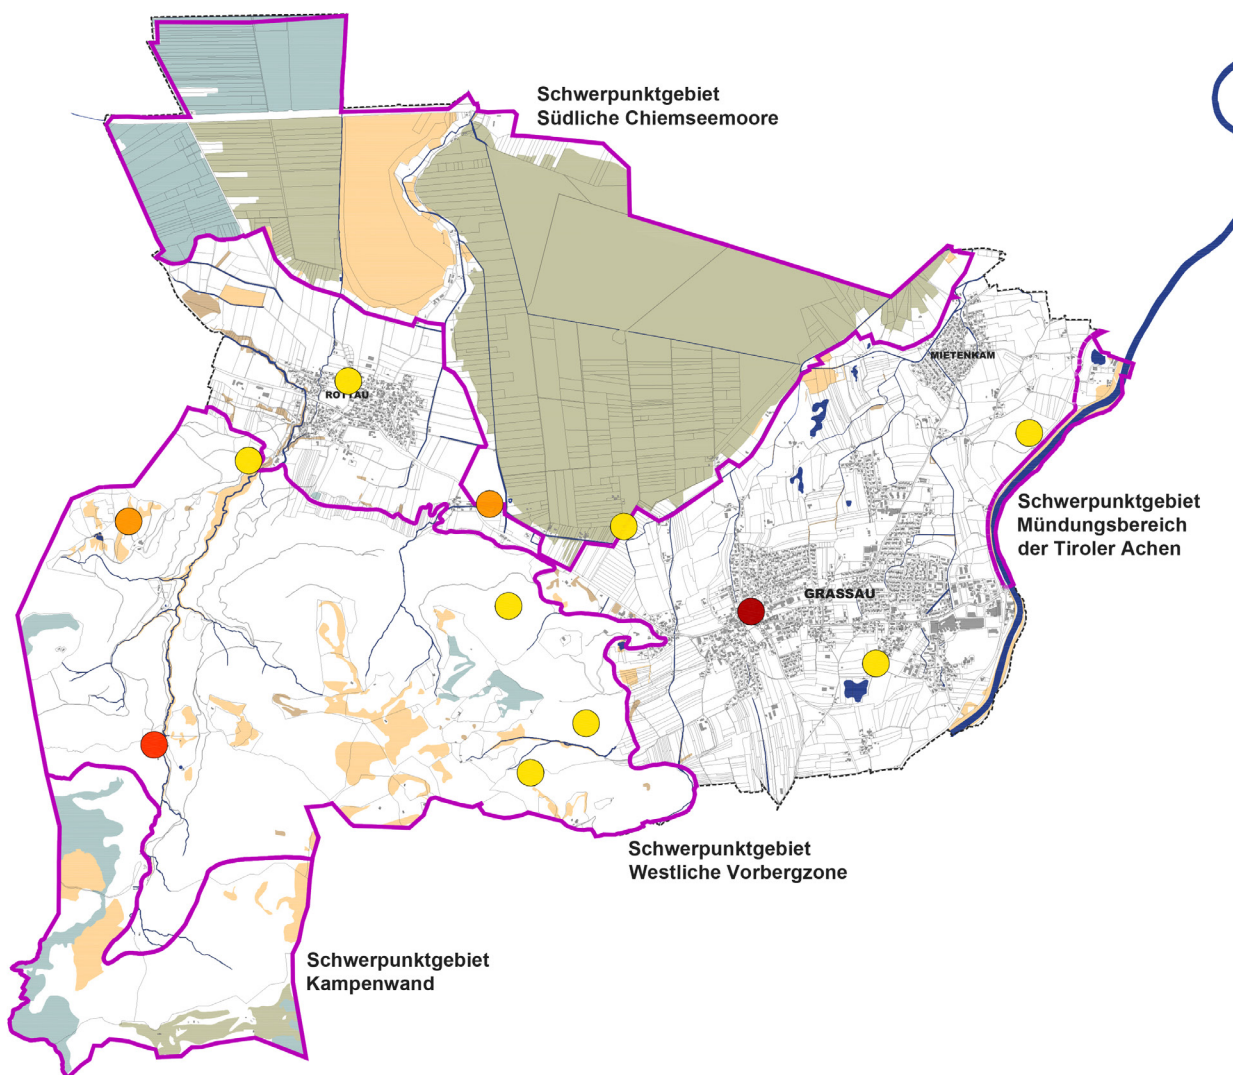 Schwerpunktgebiet
Südliche Chiemseemoore
MIETENKAM
ROTTAU
Schwerpunktgebiet
Mündungsbereich
der Tiroler Achen
GRASSAU
Schwerpunktgebiet
Westliche Vorbergzone
Schwerpunktgebiet
Kampenwand